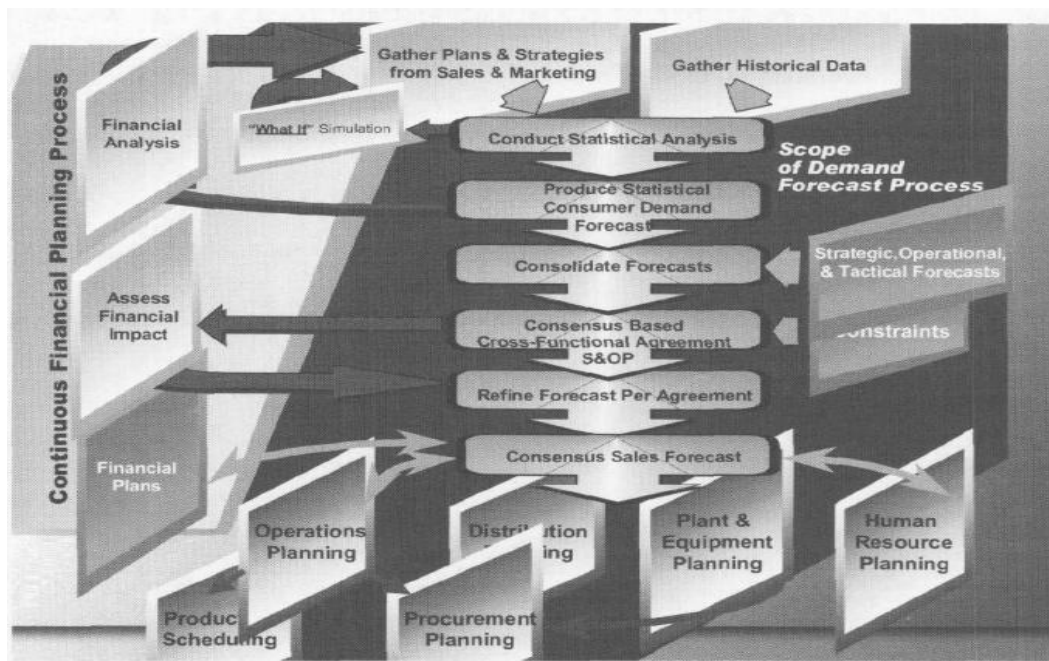 Continuous Financial Planning Process
Gather Plans & Strategies
from Sales & Marketing
Gather Historical Data
Financial
Analysis
"What If" Simulation
Conduct Statistical Analysis
Scope
of Demand
Forecast Process
Produce Statistical
Consumer Demand
Forecast
Consolidate Forecasts
Strategic,Operational,
& Tactical Forecasts
Assess
Financial
Impact
Consensus Based
Cross-Functional Agreement
S&OP
Constraints
Refine Forecast Per Agreement
Consensus Sales Forecast
Financial
Plans
Operations
Planning
Distribution
Plant &
Equipment
Planning
Human
Resource
Planning
Scheduling
Procurement
Planning